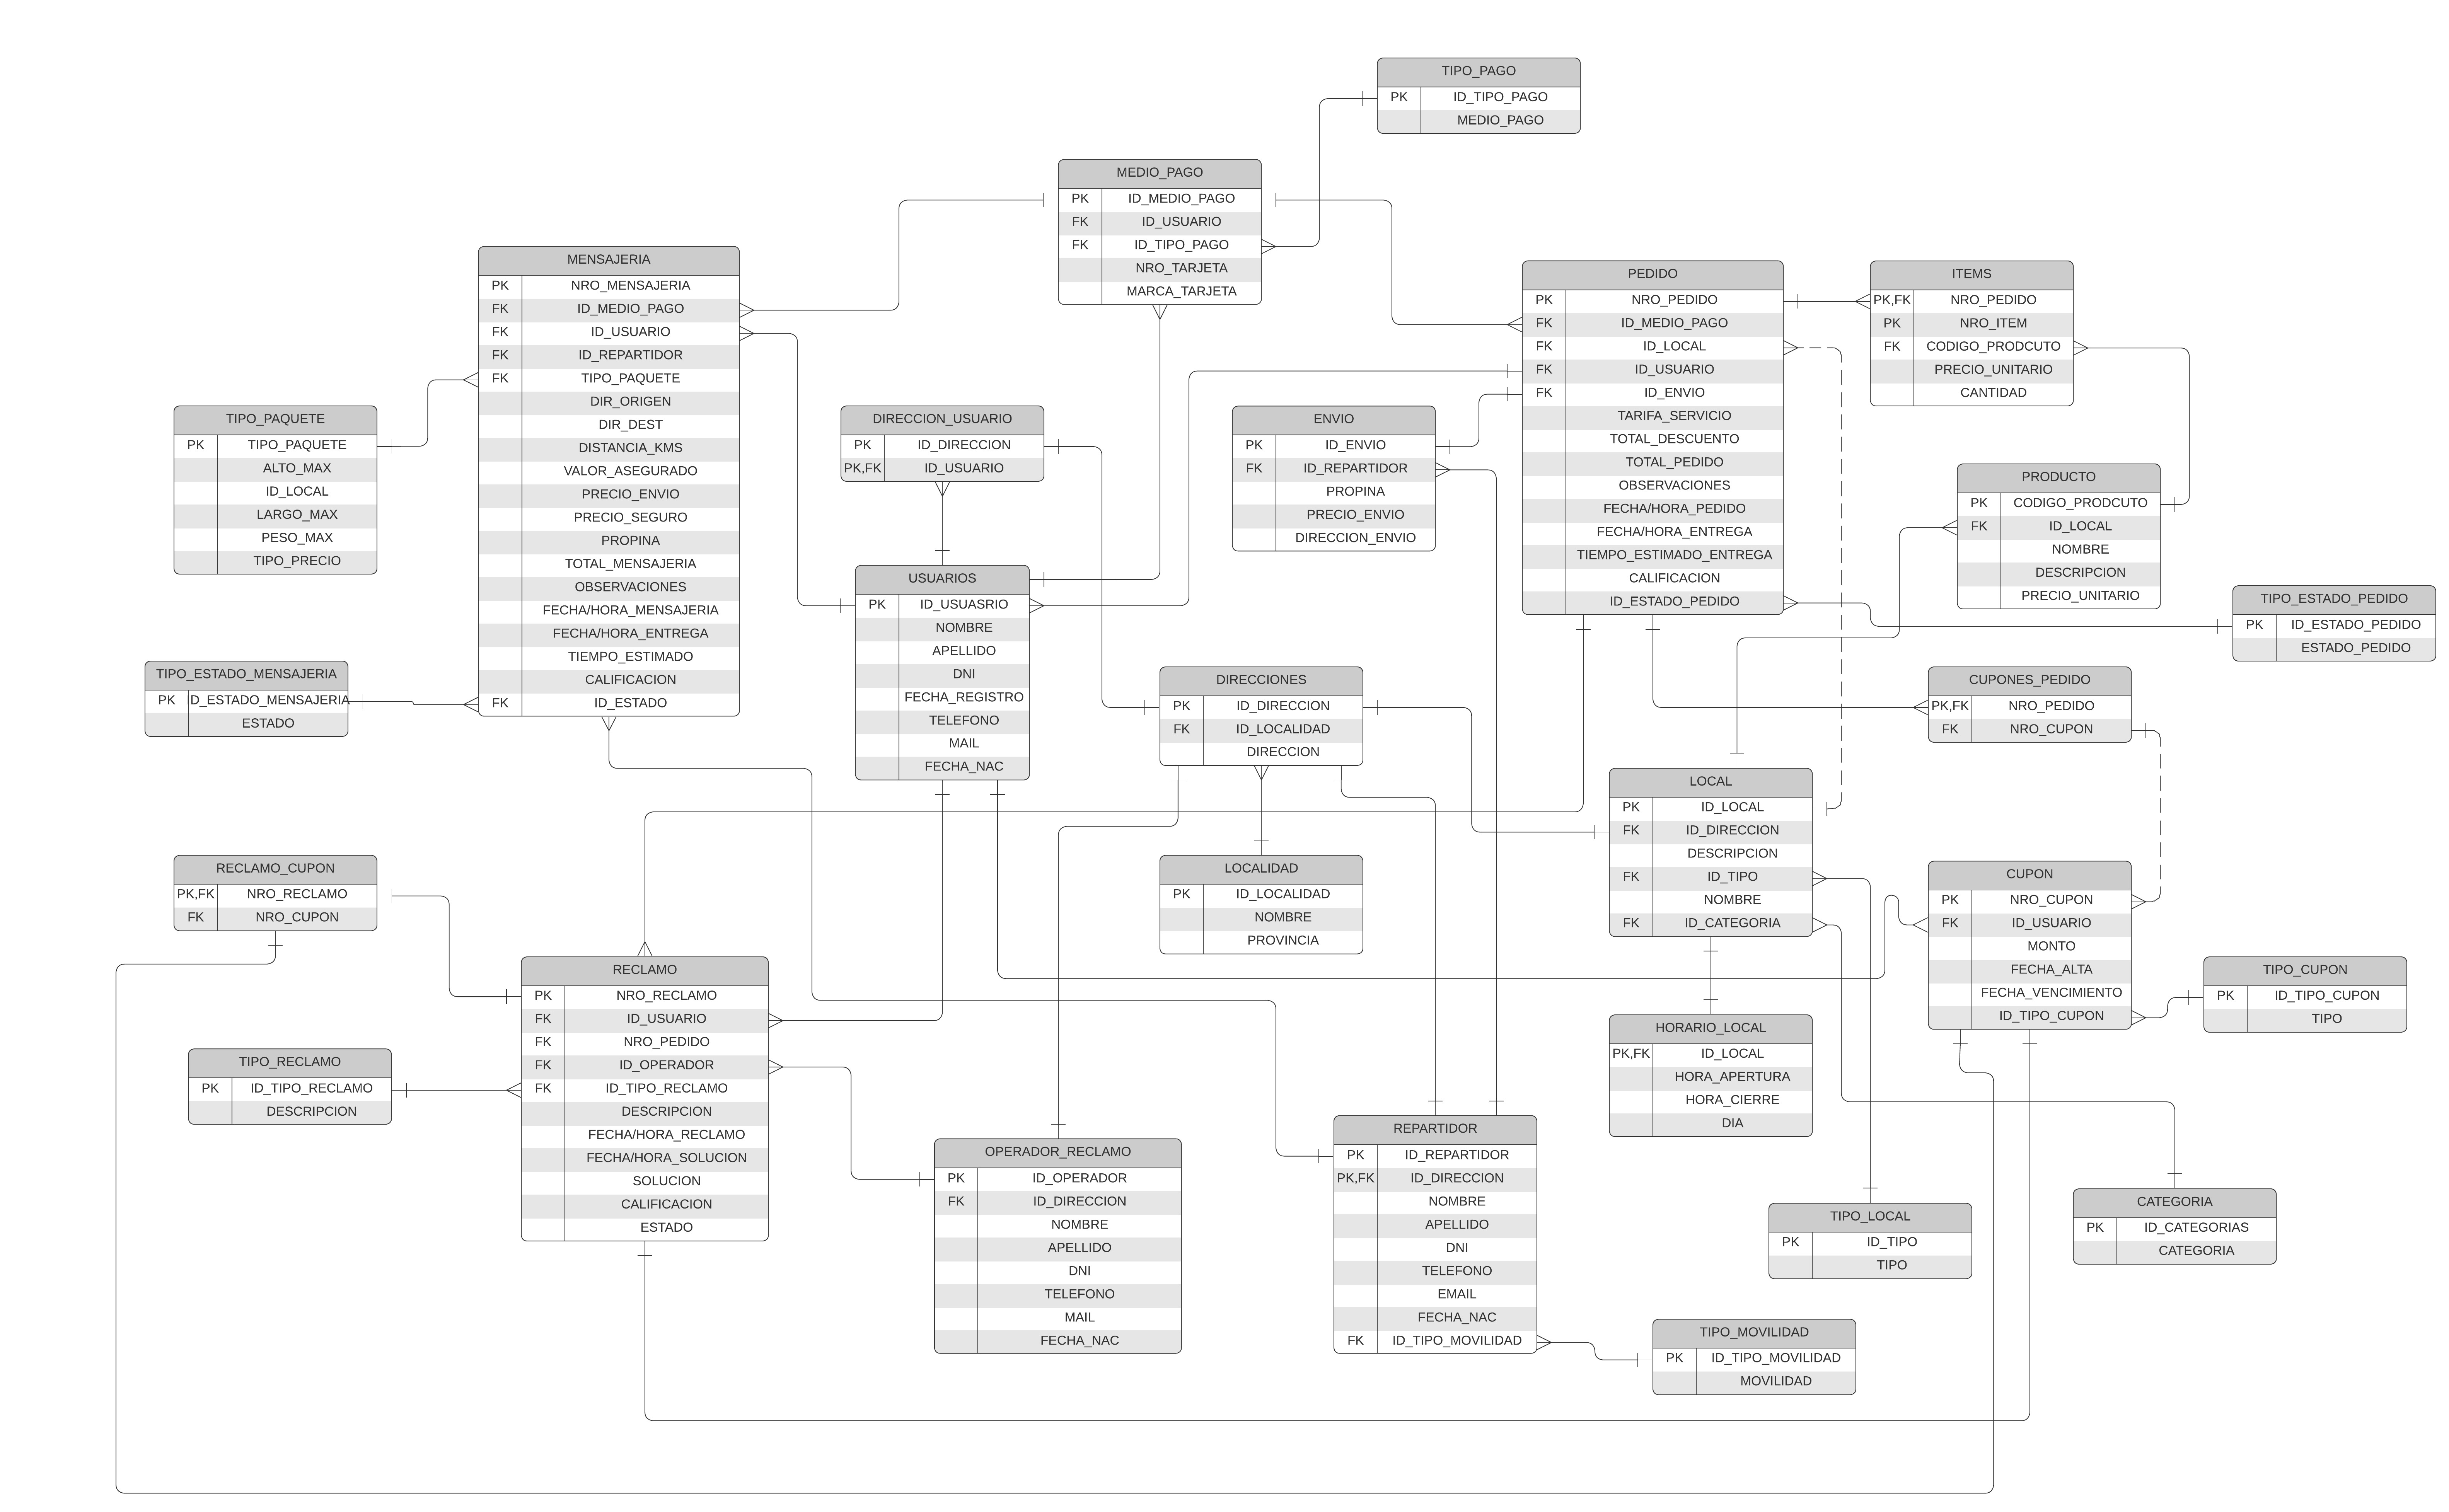 TIPO_PAGO
PK ID_TIPO_PAGO
MEDIO_PAGO
MEDIO_PAGO
PK ID_MEDIO_PAGO
FK ID_USUARIO
FK ID_TIPO_PAGO
NRO_TARJETA
MARCA_TARJETA
MENSAJERIA
PK NRO_MENSAJERIA
FK ID_MEDIO_PAGO
FK ID_USUARIO
FK ID_REPARTIDOR
FK TIPO_PAQUETE
DIR_ORIGEN
DIR_DEST
DISTANCIA_KMS
VALOR_ASEGURADO
PRECIO_ENVIO
PRECIO_SEGURO
PROPINA
TOTAL_MENSAJERIA
OBSERVACIONES
FECHA/HORA_MENSAJERIA
FECHA/HORA_ENTREGA
TIEMPO_ESTIMADO
CALIFICACION
FK ID_ESTADO
PEDIDO
PK NRO_PEDIDO
FK ID_MEDIO_PAGO
FK ID_LOCAL
FK ID_USUARIO
FK ID_ENVIO
TARIFA_SERVICIO
TOTAL_DESCUENTO
TOTAL_PEDIDO
OBSERVACIONES
FECHA/HORA_PEDIDO
FECHA/HORA_ENTREGA
TIEMPO_ESTIMADO_ENTREGA
CALIFICACION
ID_ESTADO_PEDIDO
ITEMS
PK,FK NRO_PEDIDO
PK NRO_ITEM
FK CODIGO_PRODCUTO
PRECIO_UNITARIO
CANTIDAD
TIPO_PAQUETE
PK TIPO_PAQUETE
ALTO_MAX
ID_LOCAL
LARGO_MAX
PESO_MAX
TIPO_PRECIO
DIRECCION_USUARIO
PK ID_DIRECCION
PK,FK ID_USUARIO
ENVIO
PK ID_ENVIO
FK ID_REPARTIDOR
PROPINA
PRECIO_ENVIO
DIRECCION_ENVIO
PRODUCTO
PK CODIGO_PRODCUTO
FK ID_LOCAL
NOMBRE
DESCRIPCION
PRECIO_UNITARIO
USUARIOS
PK ID_USUASRIO
NOMBRE
APELLIDO
DNI
FECHA_REGISTRO
TELEFONO
MAIL
FECHA_NAC
TIPO_ESTADO_PEDIDO
PK ID_ESTADO_PEDIDO
ESTADO_PEDIDO
TIPO_ESTADO_MENSAJERIA
PK ID_ESTADO_MENSAJERIA
ESTADO
DIRECCIONES
PK ID_DIRECCION
FK ID_LOCALIDAD
DIRECCION
CUPONES_PEDIDO
PK,FK NRO_PEDIDO
FK NRO_CUPON
LOCAL
PK ID_LOCAL
FK ID_DIRECCION
DESCRIPCION
FK ID_TIPO
NOMBRE
FK ID_CATEGORIA
RECLAMO_CUPON
PK,FK NRO_RECLAMO
FK NRO_CUPON
LOCALIDAD
PK ID_LOCALIDAD
NOMBRE
PROVINCIA
CUPON
PK NRO_CUPON
FK ID_USUARIO
MONTO
FECHA_ALTA
FECHA_VENCIMIENTO
ID_TIPO_CUPON
RECLAMO
PK NRO_RECLAMO
FK ID_USUARIO
FK NRO_PEDIDO
FK ID_OPERADOR
FK ID_TIPO_RECLAMO
DESCRIPCION
FECHA/HORA_RECLAMO
FECHA/HORA_SOLUCION
SOLUCION
CALIFICACION
ESTADO
TIPO_CUPON
PK ID_TIPO_CUPON
TIPO
HORARIO_LOCAL
PK,FK ID_LOCAL
HORA_APERTURA
HORA_CIERRE
DIA
TIPO_RECLAMO
PK ID_TIPO_RECLAMO
DESCRIPCION
OPERADOR_RECLAMO
PK ID_OPERADOR
FK ID_DIRECCION
NOMBRE
APELLIDO
DNI
TELEFONO
MAIL
FECHA_NAC
REPARTIDOR
PK ID_REPARTIDOR
PK,FK ID_DIRECCION
NOMBRE
APELLIDO
DNI
TELEFONO
EMAIL
FECHA_NAC
FK ID_TIPO_MOVILIDAD
TIPO_LOCAL
PK ID_TIPO
TIPO
CATEGORIA
PK ID_CATEGORIAS
CATEGORIA
TIPO_MOVILIDAD
PK ID_TIPO_MOVILIDAD
MOVILIDAD